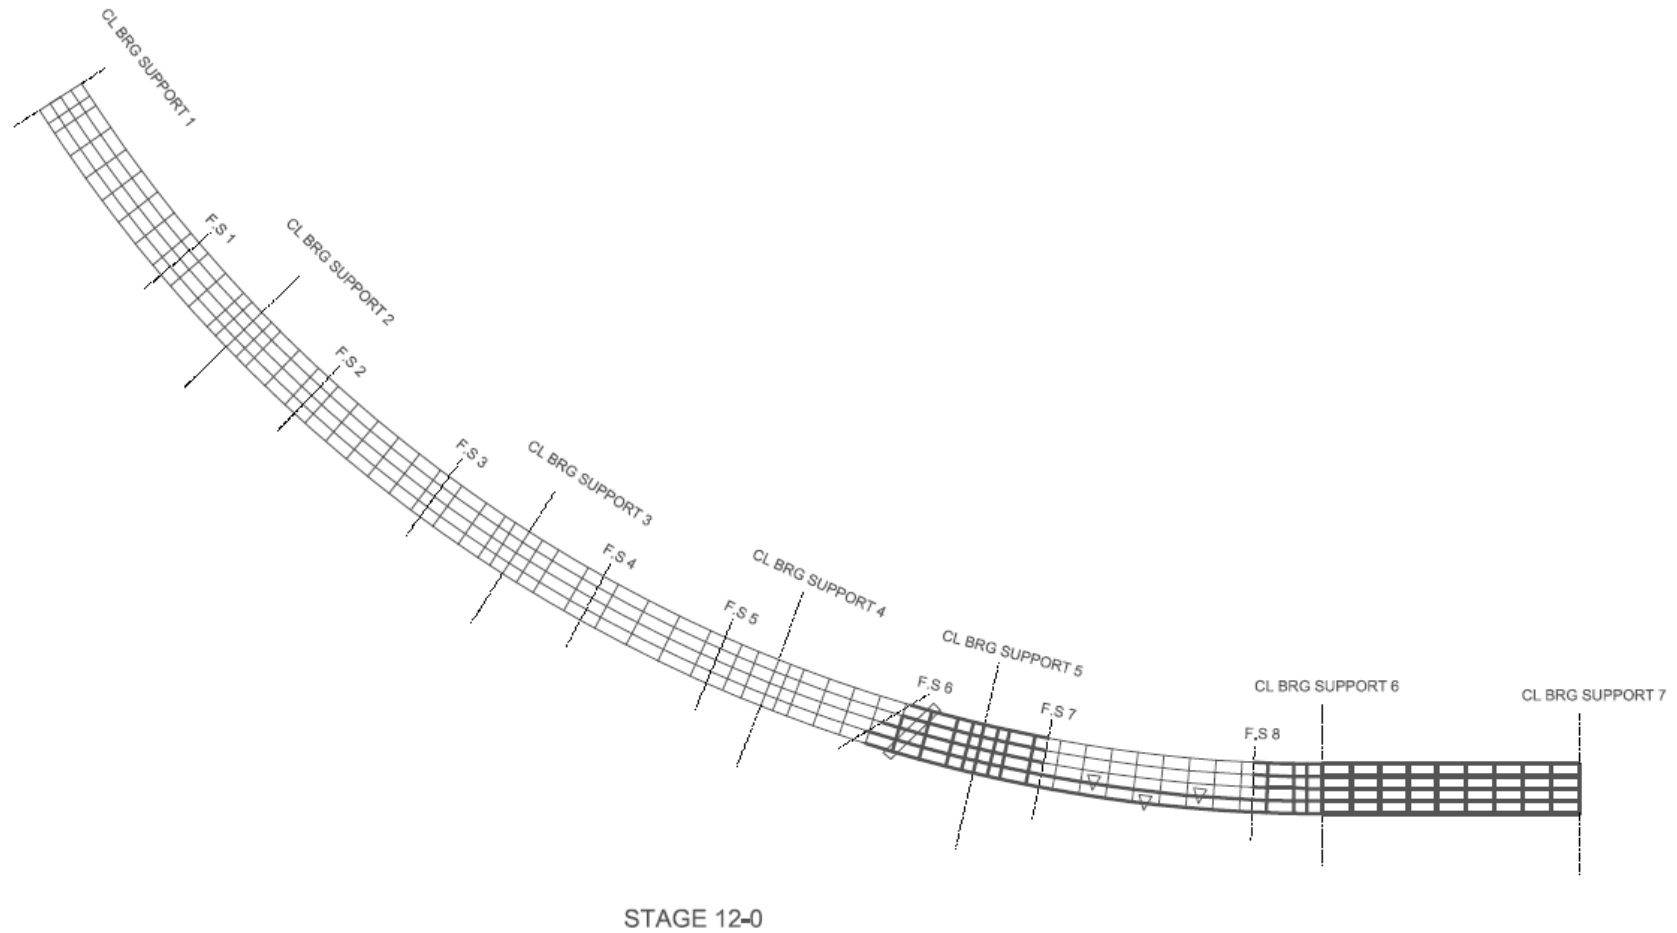 CL BRG SUPPORT 1
F.S 1
CL BRG SUPPORT 2
F.S 2
F.S 3
CL BRG SUPPORT 3
F.S 4
CL BRG SUPPORT 4
F.S 5
CL BRG SUPPORT 5
F.S 6
F.S 7
CL BRG SUPPORT 6
F.S 8
CL BRG SUPPORT 7
STAGE 12-0